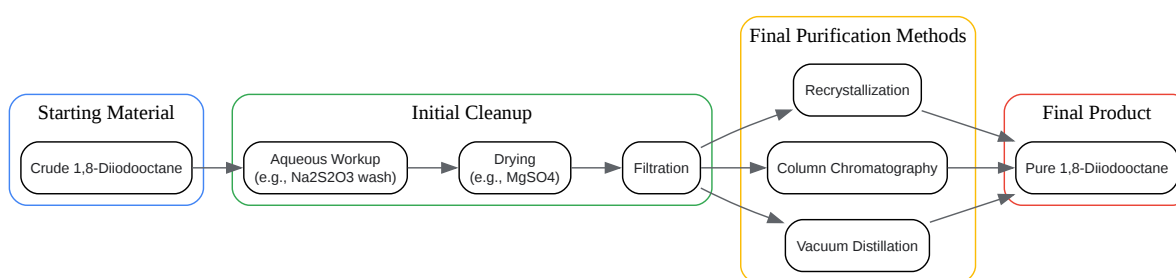 Final Purification Methods
Starting Material
Initial Cleanup
Final Product
Recrystallization
Crude 1,8-Diiodooctane
Aqueous Workup
(e.g., Na2S2O3 wash)
Drying
(e.g., MgSO4)
Filtration
Column Chromatography
Pure 1,8-Diiodooctane
Vacuum Distillation